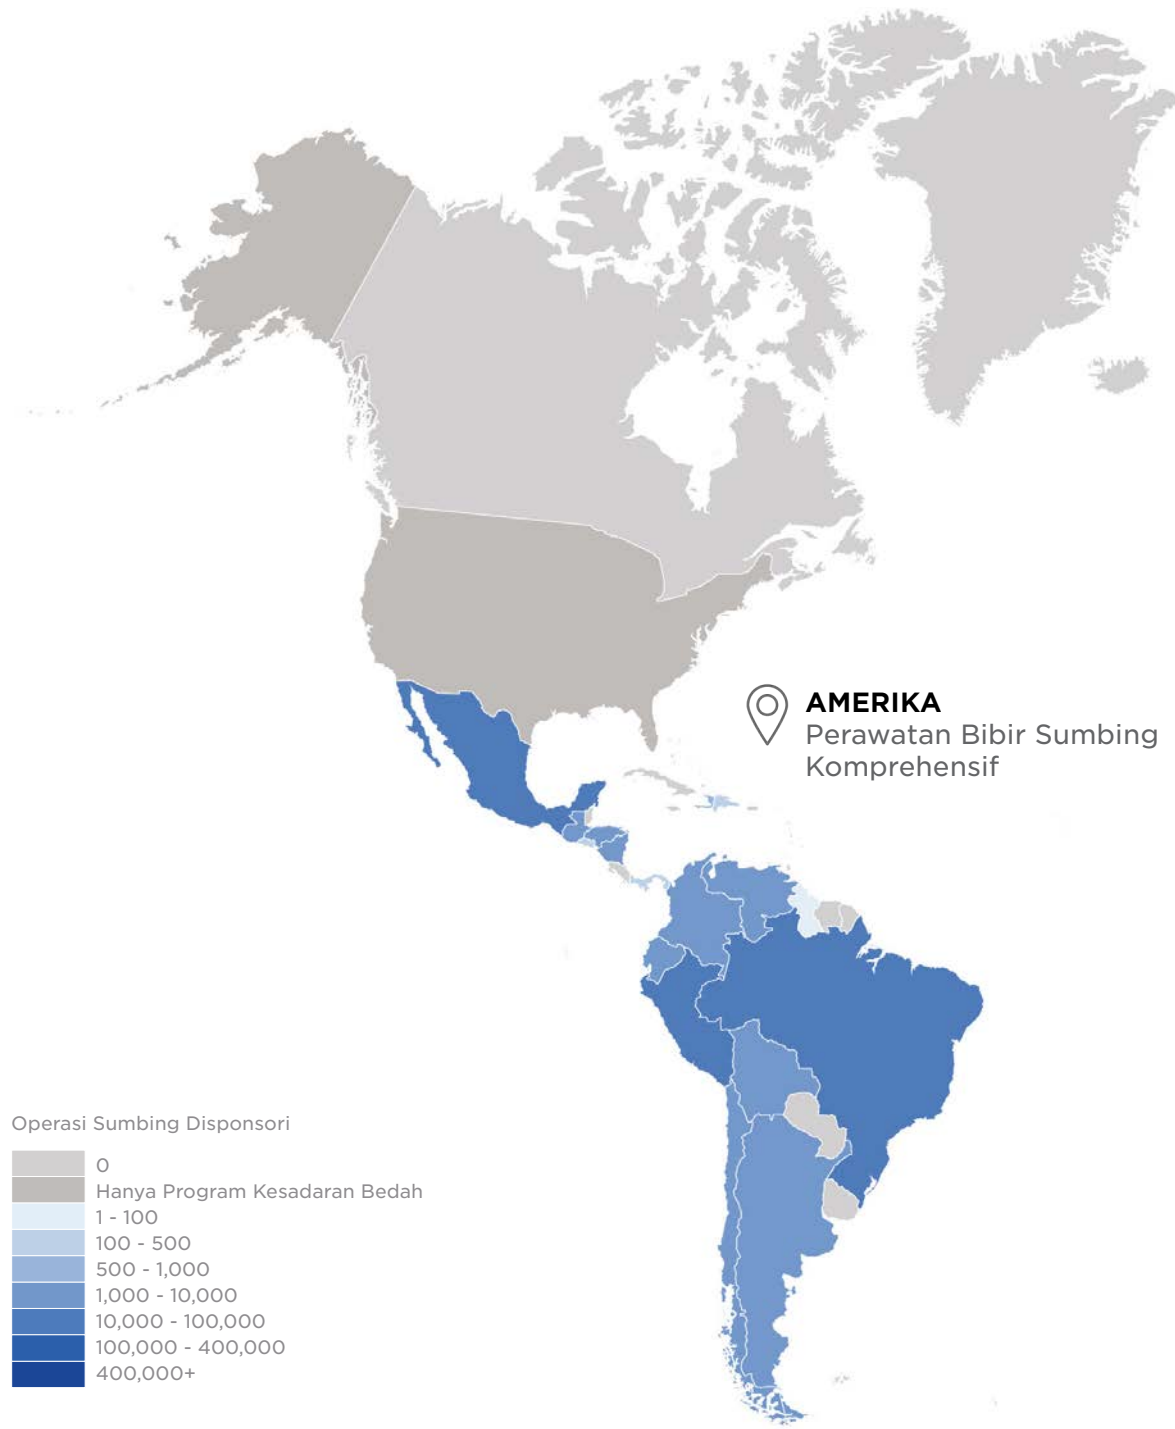 AMERIKA
Perawatan Bibir Sumbing
Komprehensif
Operasi Sumbing Disponsori
0
Hanya Program Kesadaran Bedah
1 - 100
100 - 500
500 - 1,000
1,000 - 10,000
10,000 - 100,000
100,000 - 400,000
400,000+